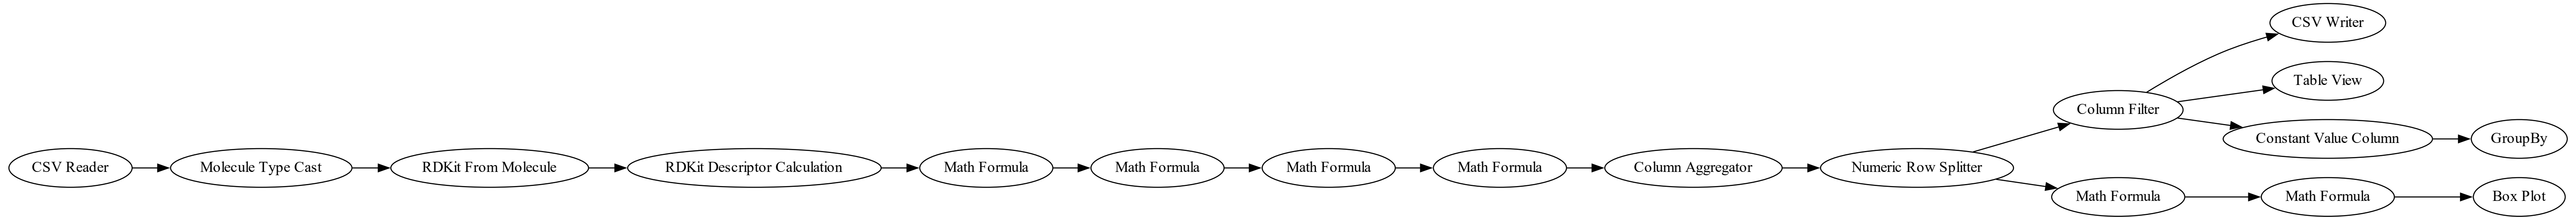 CSV Reader
Molecule Type Cast
RDKit From Molecule
RDKit Descriptor Calculation
Math Formula
Math Formula
Math Formula
Math Formula
Column Aggregator
Numeric Row Splitter
Column Filter
CSV Writer
Table View
Constant Value Column
GroupBy
Math Formula
Math Formula
Box Plot